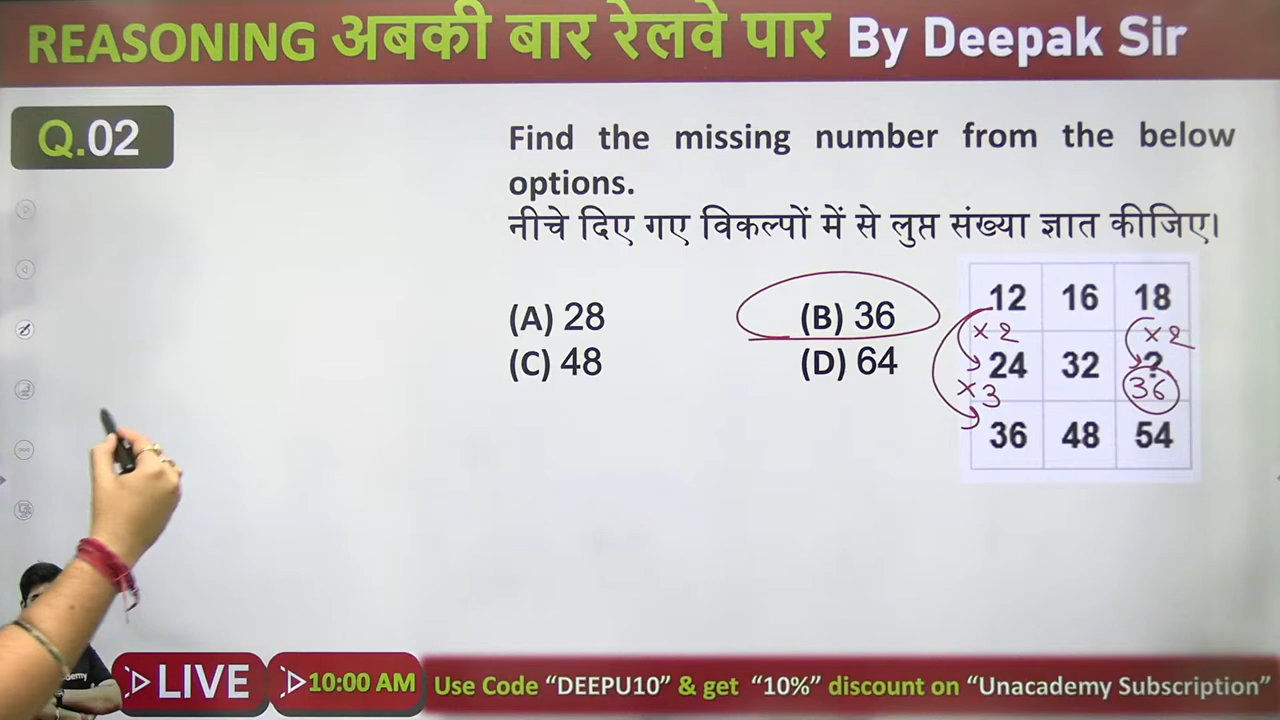 REASONING अबकी बार रेलवे पार By Deepak Sir
Q.02
Find the missing number from the below
options.
नीचे दिए गए विकल्पों में से लुप्त संख्या ज्ञात कीजिए।
(A) 28
(B) 36
(C) 48
(D) 64
12 16 18
×2 ×2
24 32 ?
×3 36
36 48 54
LIVE
10:00 AM
Use Code “DEEPU10” & get “10%” discount on “Unacademy Subscription”